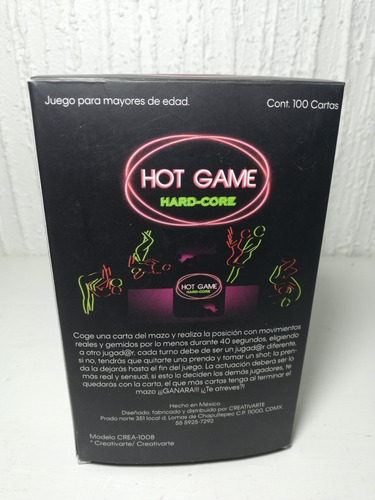 Juego para mayores de edad.
Cont. 100 Cartas
HOT GAME
HARD-CORE
HOT GAME
HARD-CORE
Coge una carta del mazo y realiza la posición con movimientos
reales y gemidos por lo menos durante 40 segundos, eligiendo
a otro jugad@r. cada turno debe de ser un jugad@r diferente,
si no, tendrás que quitarte una prenda y tomar un shot; la pren-
da la dejarás hasta el fin del juego. La actuación deberá ser lo
más real y sensual, si esto lo deciden los demás jugadores, te
quedarás con la carta, el que más cartas tenga al terminar el
mazo ¡¡¡GANARA!!! ¡¿Te atreves?!
Hecho en México
Diseñado, fabricado y distribuido por CREATIVARTE
Prado norte 351 local d. Lomas de Chapultepec C.P. 11000, CDMX
55 8925-7292
Modelo CREA-1008
* Creativarte/ Creativarte